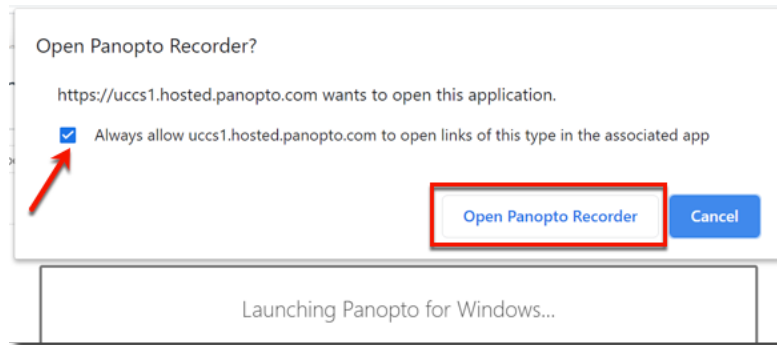 Open Panopto Recorder?
https://uccs1.hosted.panopto.com wants to open this application.
Always allow uccs1.hosted.panopto.com to open links of this type in the associated app
Open Panopto Recorder Cancel
Launching Panopto for Windows...